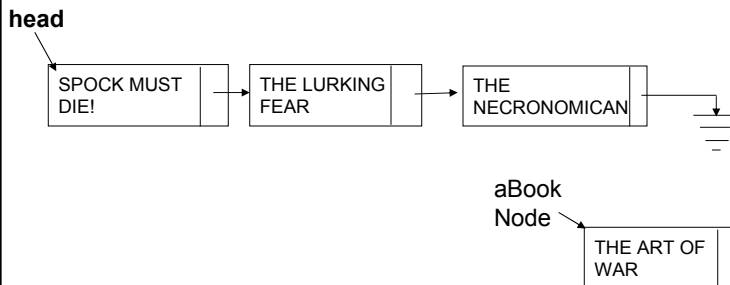 head
SPOCK MUST
DIE!
THE LURKING
FEAR
THE
NECRONOMICAN
aBook
Node
THE ART OF
WAR